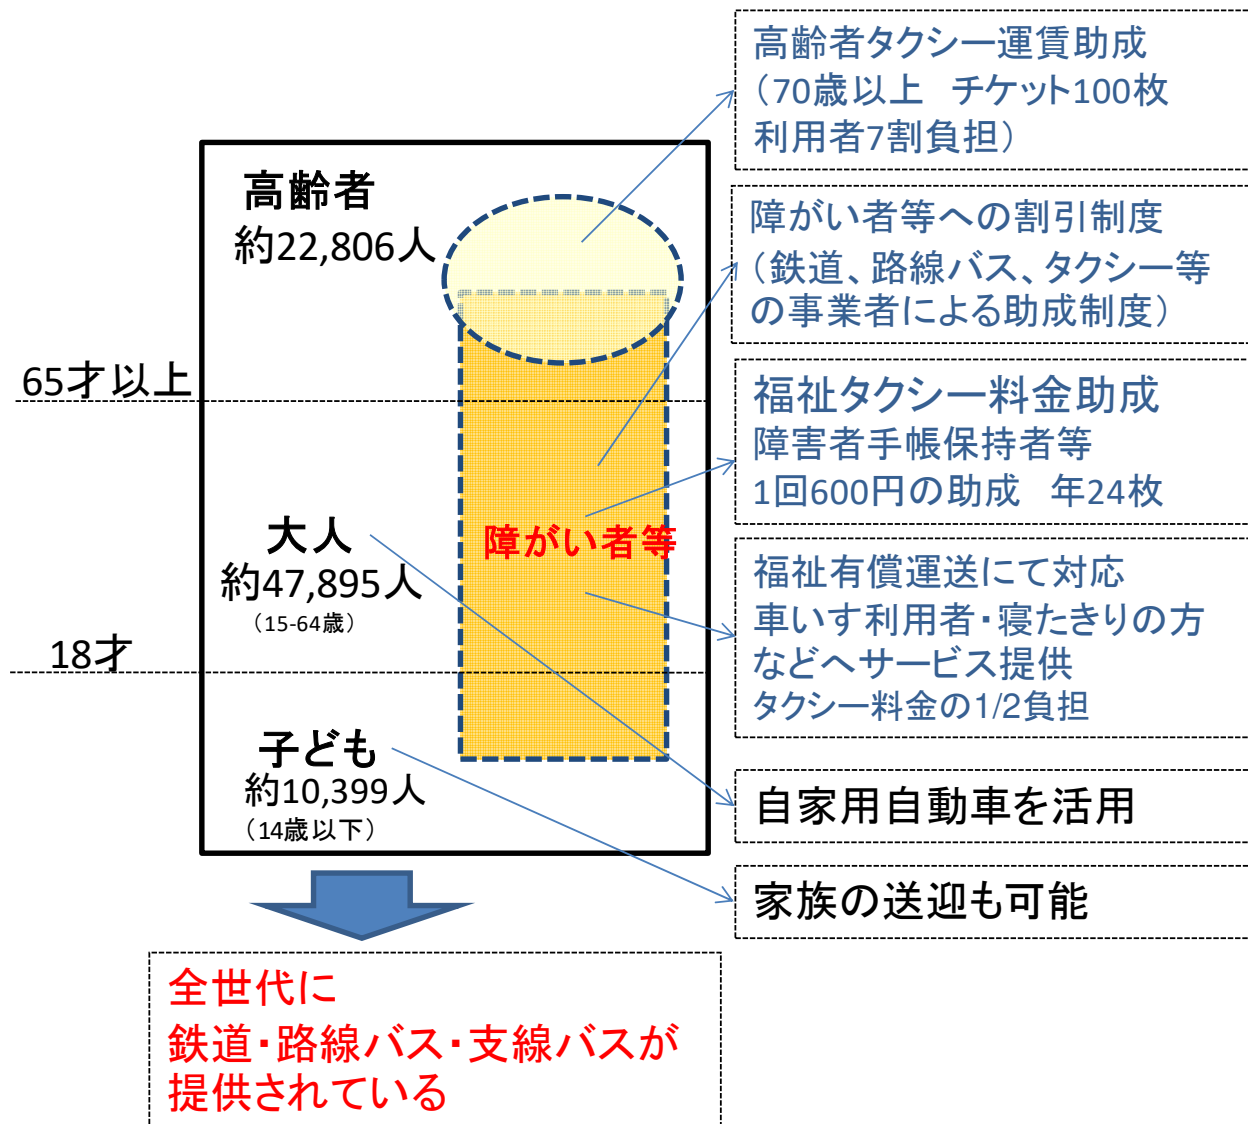 高齢者タクシー運賃助成
（70歳以上　チケット100枚
利用者7割負担）
高齢者
約22,806人
障がい者等への割引制度
（鉄道、路線バス、タクシー等
の事業者による助成制度）
65才以上
福祉タクシー料金助成
障害者手帳保持者等
1回600円の助成　年24枚
大人
約47,895人
（15-64歳）
障がい者等
福祉有償運送にて対応
車いす利用者・寝たきりの方
などへサービス提供
タクシー料金の1/2負担
18才
子ども
約10,399人
（14歳以下）
自家用自動車を活用
家族の送迎も可能
全世代に
鉄道・路線バス・支線バスが
提供されている